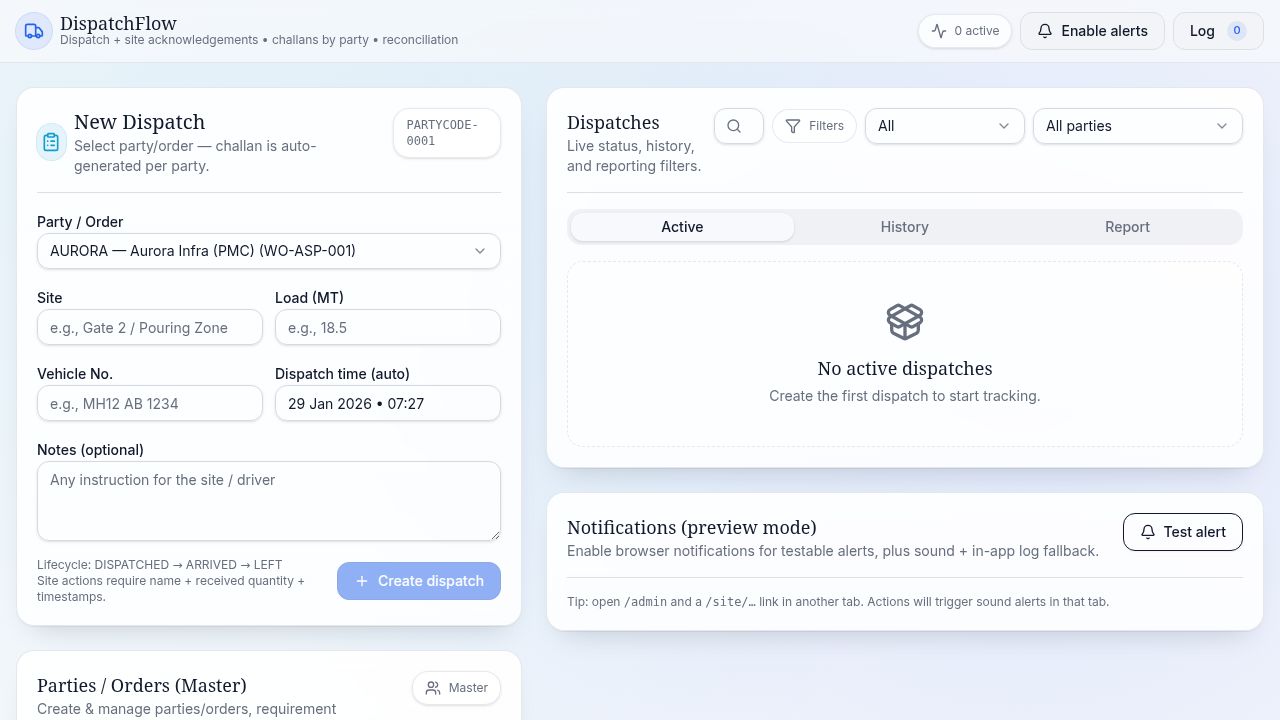 DispatchFlow
Dispatch + site acknowledgements • challans by party • reconciliation
0 active
Enable alerts
Log 0
New Dispatch
Select party/order — challan is auto-
generated per party.
PARTYCODE-
0001
Party / Order
AURORA — Aurora Infra (PMC) (WO-ASP-001)
Site
Load (MT)
e.g., Gate 2 / Pouring Zone
e.g., 18.5
Vehicle No.
Dispatch time (auto)
e.g., MH12 AB 1234
29 Jan 2026 • 07:27
Notes (optional)
Any instruction for the site / driver
Lifecycle: DISPATCHED → ARRIVED → LEFT
Site actions require name + received quantity +
timestamps.
Create dispatch
Parties / Orders (Master)
Create & manage parties/orders, requirement
Master
Dispatches
Live status, history,
and reporting filters.
Filters
All
All parties
Active
History
Report
No active dispatches
Create the first dispatch to start tracking.
Notifications (preview mode)
Enable browser notifications for testable alerts, plus sound + in-app log fallback.
Test alert
Tip: open /admin and a /site/… link in another tab. Actions will trigger sound alerts in that tab.